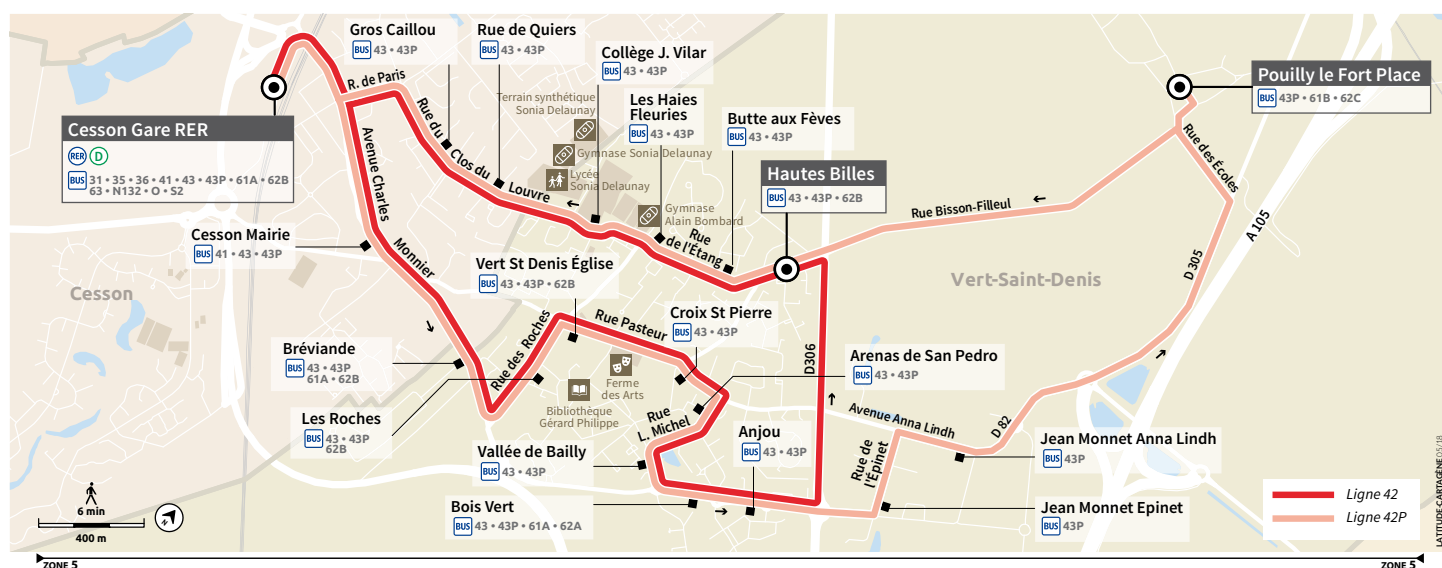 Gros Caillou
BUS 43 • 43P
Rue de Quiers
BUS 43 • 43P
Collège J. Vilar
BUS 43 • 43P
Pouilly le Fort Place
BUS 43P • 61B • 62C
R. de Paris
Terrain synthétique
Sonia Delaunay
Les Haies
Fleuries
BUS 43 • 43P
Butte aux Fèves
BUS 43 • 43P
Cesson Gare RER
RER D
BUS 31 • 35 • 36 • 41 • 43 • 43P • 61A • 62B
63 • N132 • O • S2
Rue du
Clos du
Louvre
Gymnase Sonia Delaunay
Lycée
Sonia Delaunay
Hautes Billes
BUS 43 • 43P • 62B
Rue des Écoles
Avenue Charles
Monnier
Gymnase
Alain Bombard
Rue
de l'Étang
Rue Bisson-Filleul
A 105
Cesson Mairie
BUS 41 • 43 • 43P
Vert St Denis Église
BUS 43 • 43P • 62B
Cesson
Vert-Saint-Denis
D 305
Rue des Roches
Rue Pasteur
Croix St Pierre
BUS 43 • 43P
D306
Bréviande
BUS 43 • 43P
61A • 62B
Arenas de San Pedro
BUS 43 • 43P
Ferme
des Arts
Bibliothèque
Gérard Philippe
Les Roches
BUS 43 • 43P
62B
Rue
L. Michel
Avenue Anna Lindh
D 82
Anjou
BUS 43 • 43P
Vallée de Bailly
BUS 43 • 43P
Rue de
l'Épinet
Jean Monnet Anna Lindh
BUS 43P
Bois Vert
BUS 43 • 43P • 61A • 62A
Jean Monnet Epinet
BUS 43P
6 min
400 m
N
Ligne 42
Ligne 42P
LATITUDE-CARTAGÈNE 05/18
ZONE 5
ZONE 5